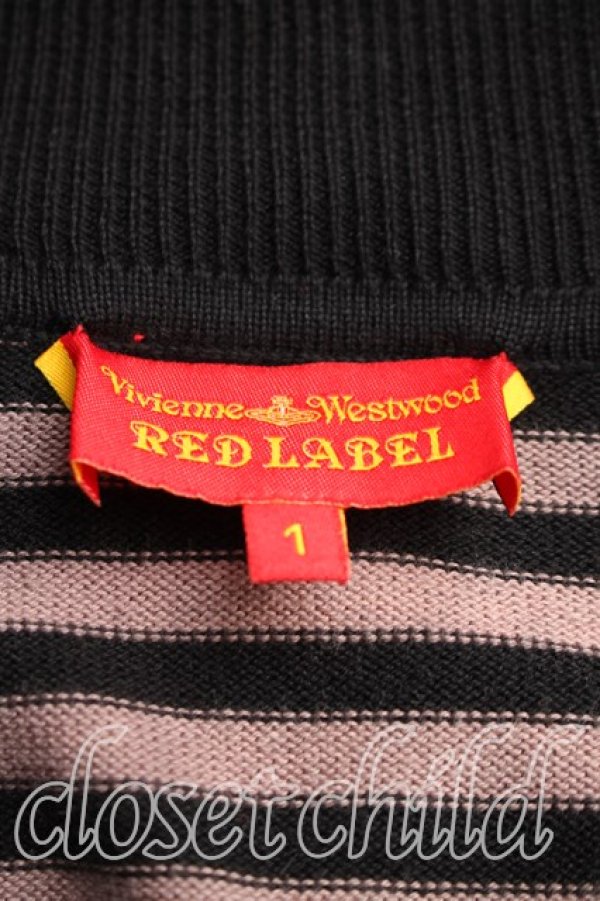 Vivienne Westwood
RED LABEL
1
closet child